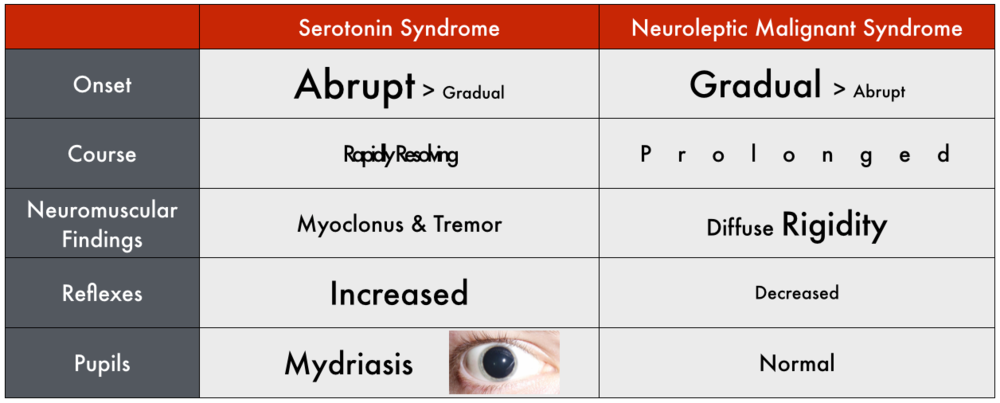 Serotonin Syndrome Neuroleptic Malignant Syndrome
Onset Abrupt > Gradual Gradual > Abrupt
Course Rapidly Resolving Prolonged
Neuromuscular
Findings Myoclonus & Tremor Diffuse Rigidity
Reflexes Increased Decreased
Pupils Mydriasis Normal